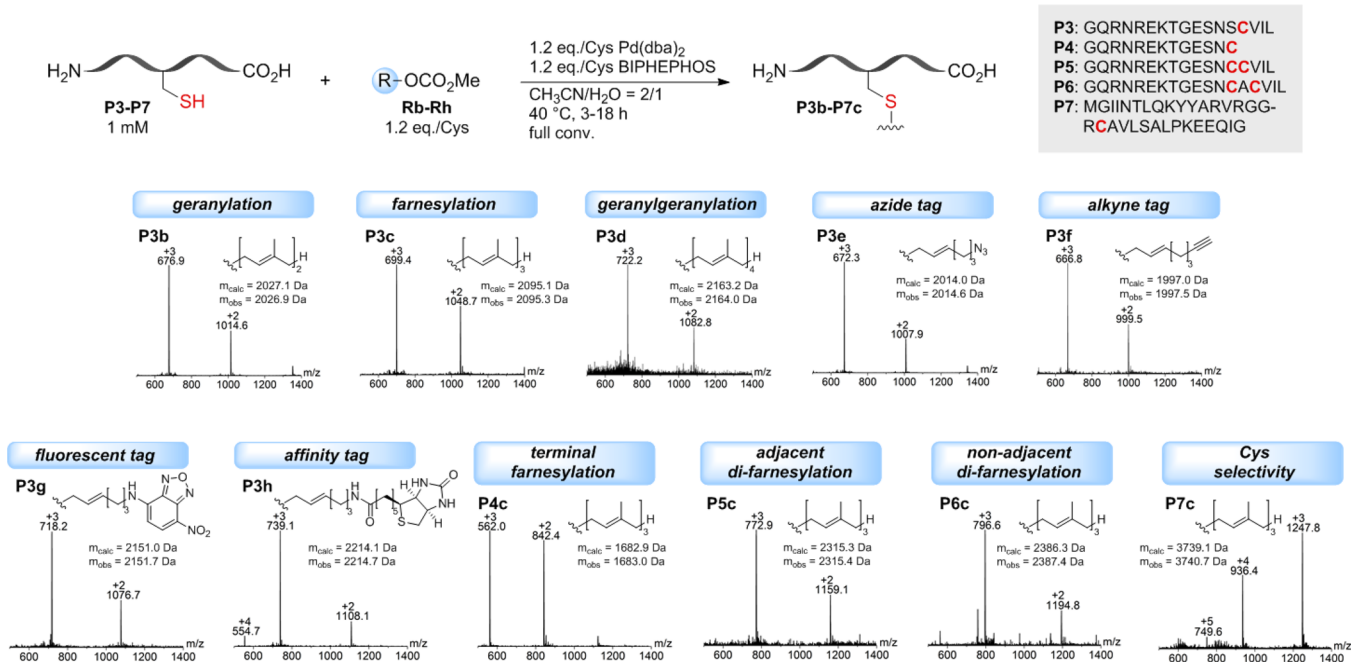 P3: GQRNREKTGESNSCVIL
P4: GQRNREKTGESNC
P5: GQRNREKTGESNCCVIL
P6: GQRNREKTGESNCACVIL
P7: MGIINTLQKYYARVRGG-
RCAVLSALPKEEQIG
H2N
CO2H
SH
P3-P7
1 mM
+
R
OCO2Me
Rb-Rh
1.2 eq./Cys
1.2 eq./Cys Pd(dba)2
1.2 eq./Cys BIPHEPHOS
CH3CN/H2O = 2/1
40 °C, 3-18 h
full conv.
H2N
CO2H
S
P3b-P7c
geranylation
P3b
+3
676.9
H
2
mcalc = 2027.1 Da
mobs = 2026.9 Da
+2
1014.6
m/z
600 800 1000 1200 1400
farnesylation
P3c
+3
699.4
H
3
mcalc = 2095.1 Da
mobs = 2095.3 Da
+2
1048.7
m/z
600 800 1000 1200 1400
geranylgeranylation
P3d
+3
722.2
H
4
mcalc = 2163.2 Da
mobs = 2164.0 Da
+2
1082.8
m/z
600 800 1000 1200 1400
azide tag
P3e
+3
672.3
N3
3
mcalc = 2014.0 Da
mobs = 2014.6 Da
+2
1007.9
m/z
600 800 1000 1200 1400
alkyne tag
P3f
+3
666.8
3
mcalc = 1997.0 Da
mobs = 1997.5 Da
+2
999.5
m/z
600 800 1000 1200 1400
fluorescent tag
P3g
+3
718.2
3
H
N
N
O
N
NO2
mcalc = 2151.0 Da
mobs = 2151.7 Da
+2
1076.7
m/z
600 800 1000 1200 1400
affinity tag
P3h
+3
739.1
3
H
N
O
5
S
H
H
O
HN
NH
mcalc = 2214.1 Da
mobs = 2214.7 Da
+4
554.7
+2
1108.1
m/z
600 800 1000 1200 1400
terminal
farnesylation
P4c
+3
562.0
+2
842.4
H
3
mcalc = 1682.9 Da
mobs = 1683.0 Da
m/z
600 800 1000 1200 1400
adjacent
di-farnesylation
P5c
+3
772.9
H
3
mcalc = 2315.3 Da
mobs = 2315.4 Da
+2
1159.1
m/z
600 800 1000 1200 1400
non-adjacent
di-farnesylation
P6c
+3
796.6
H
3
mcalc = 2386.3 Da
mobs = 2387.4 Da
+2
1194.8
m/z
600 800 1000 1200 1400
Cys
selectivity
P7c
H
3
+3
1247.8
mcalc = 3739.1 Da
mobs = 3740.7 Da
+4
936.4
+5
749.6
m/z
600 800 1000 1200 1400